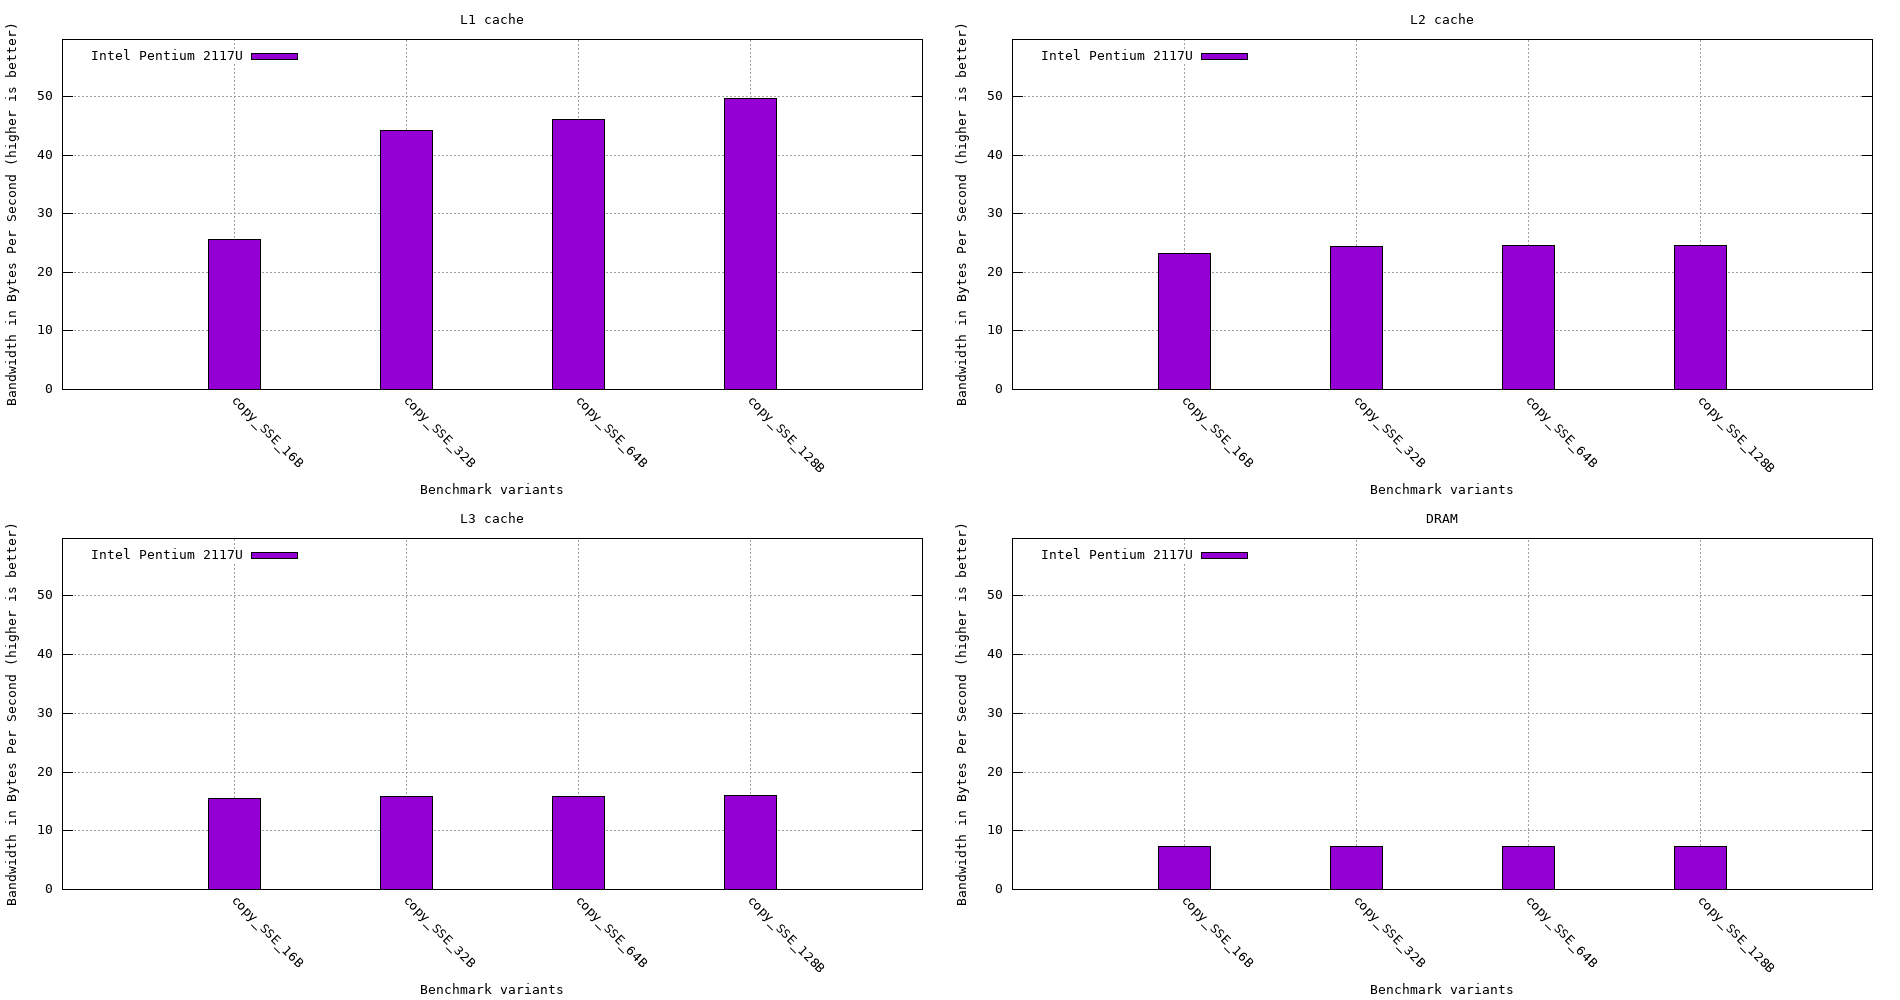 L1 cache
Bandwidth in Bytes Per Second (higher is better)
Intel Pentium 2117U
50
40
30
20
10
0
copy_SSE_16B
copy_SSE_32B
copy_SSE_64B
copy_SSE_128B
Benchmark variants
L2 cache
Bandwidth in Bytes Per Second (higher is better)
Intel Pentium 2117U
50
40
30
20
10
0
copy_SSE_16B
copy_SSE_32B
copy_SSE_64B
copy_SSE_128B
Benchmark variants
L3 cache
Bandwidth in Bytes Per Second (higher is better)
Intel Pentium 2117U
50
40
30
20
10
0
copy_SSE_16B
copy_SSE_32B
copy_SSE_64B
copy_SSE_128B
Benchmark variants
DRAM
Bandwidth in Bytes Per Second (higher is better)
Intel Pentium 2117U
50
40
30
20
10
0
copy_SSE_16B
copy_SSE_32B
copy_SSE_64B
copy_SSE_128B
Benchmark variants